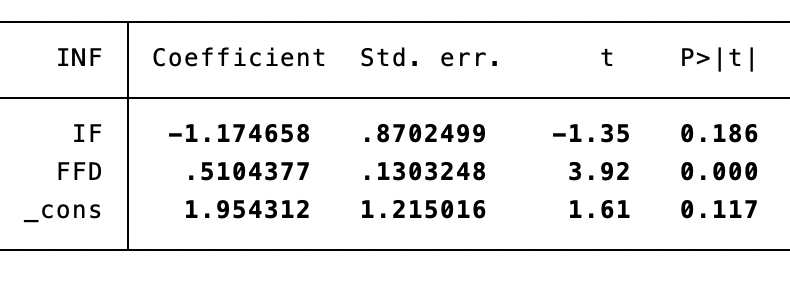 INF Coefficient Std. err. t P>|t|
IF -1.174658 .8702499 -1.35 0.186
FFD .5104377 .1303248 3.92 0.000
_cons 1.954312 1.215016 1.61 0.117